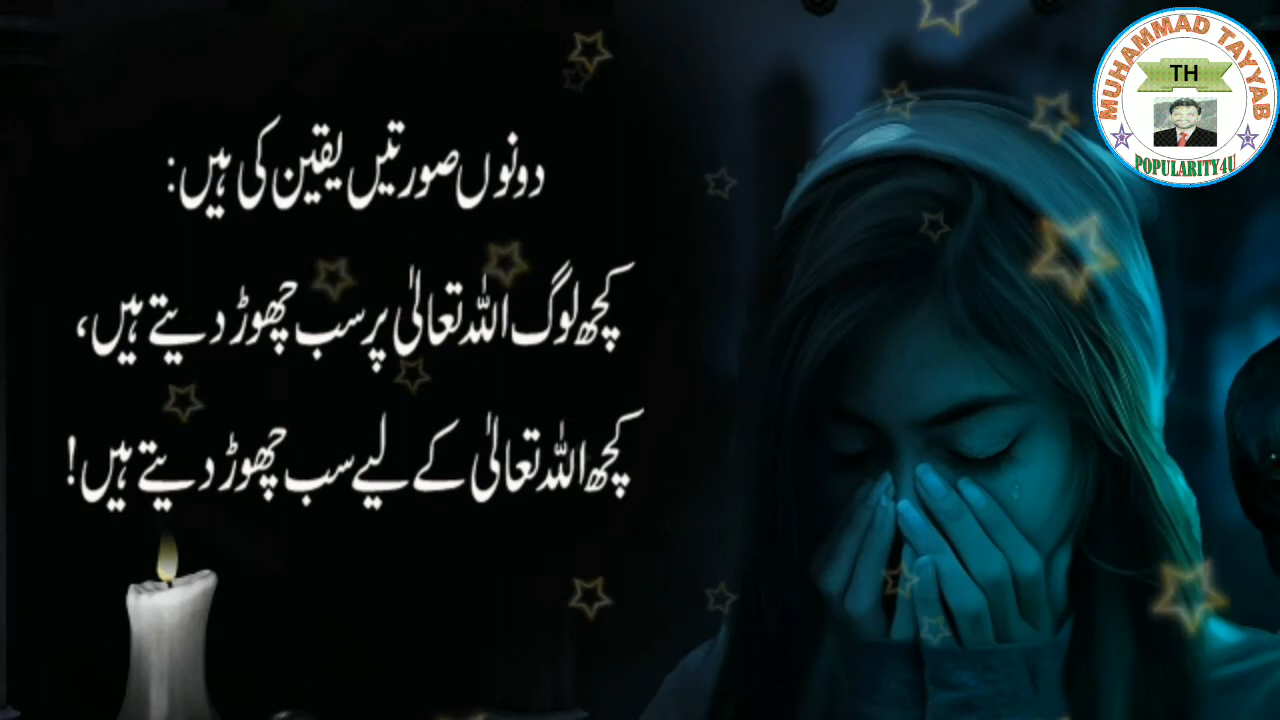 دونوں صورتیں یقین کی ہیں:
کچھ لوگ اللہ تعالیٰ پر سب چھوڑ دیتے ہیں،
کچھ اللہ تعالیٰ کے لیے سب چھوڑ دیتے ہیں!
MUHAMMAD TAYYAB
TH
POPULARITY4U